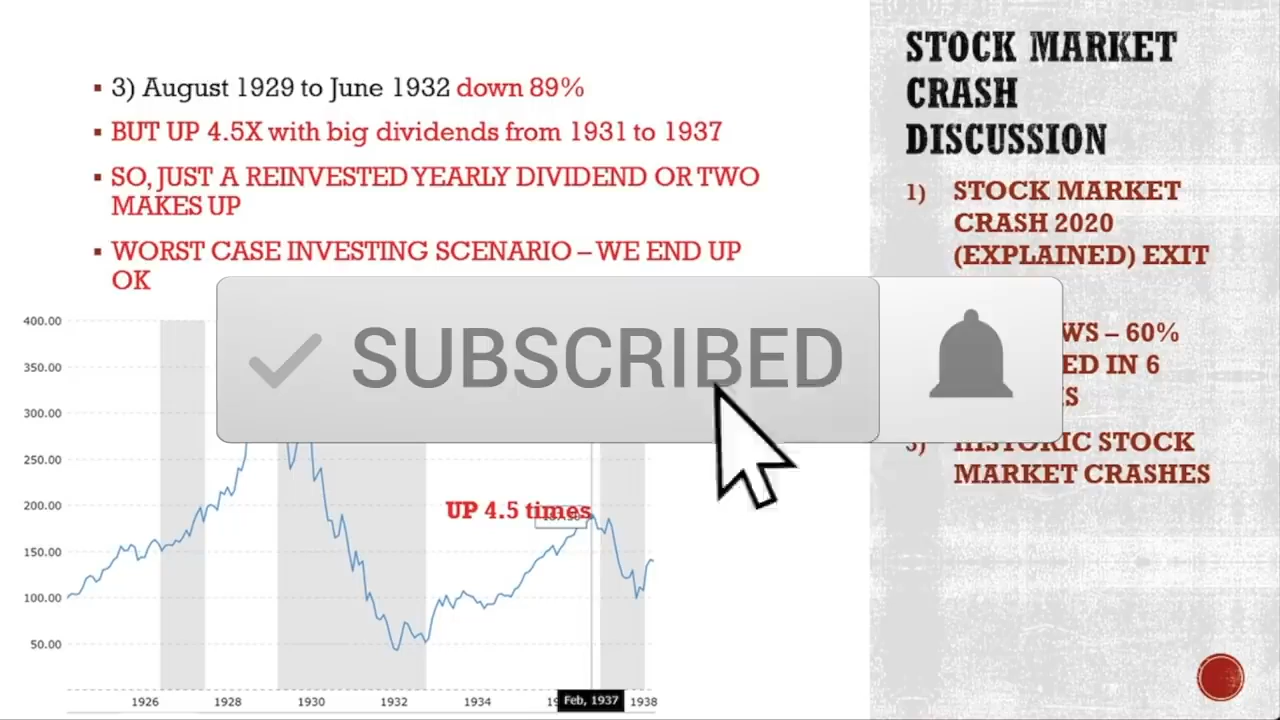 3) August 1929 to June 1932 down 89%
BUT UP 4.5X with big dividends from 1931 to 1937
SO, JUST A REINVESTED YEARLY DIVIDEND OR TWO
MAKES UP
WORST CASE INVESTING SCENARIO – WE END UP
OK
STOCK MARKET
CRASH
DISCUSSION
1) STOCK MARKET
CRASH 2020
(EXPLAINED) EXIT
– 60%
IN 6
3) HISTORIC STOCK
MARKET CRASHES
SUBSCRIBED
400.00
350.00
300.00
250.00
200.00
150.00
100.00
50.00
UP 4.5 times
1926
1928
1930
1932
1934
Feb, 1937
1938